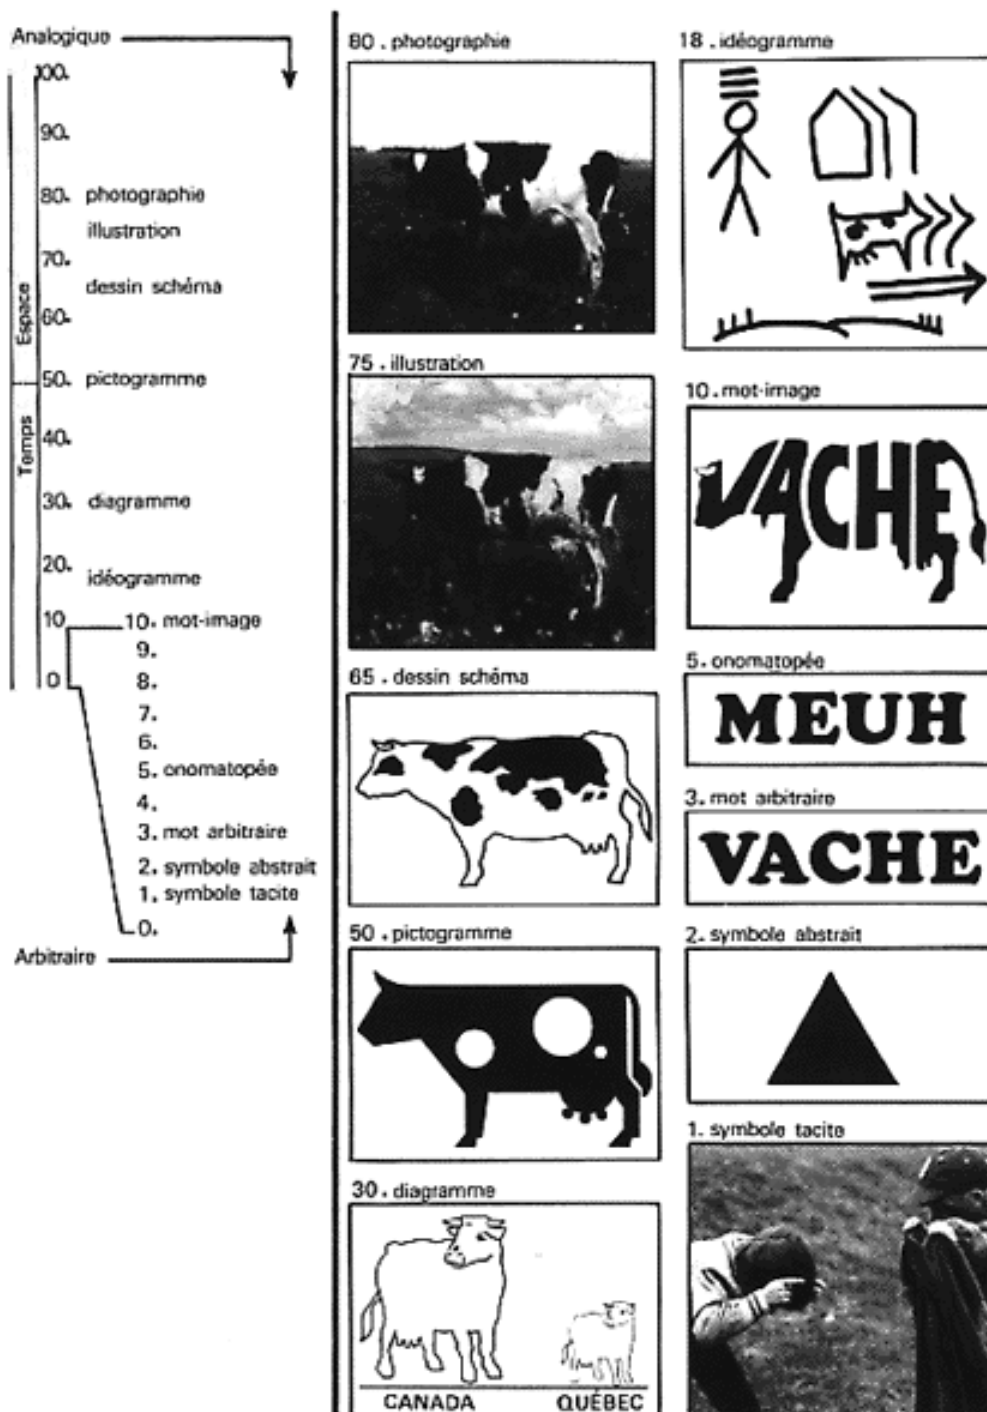 Analogique
100.
90.
80. photographie
illustration
70.
dessin schéma
60.
50. pictogramme
40.
30. diagramme
20.
idéogramme
10
0
Espace
Temps
10. mot-image
9.
8.
7.
6.
5. onomatopée
4.
3. mot arbitraire
2. symbole abstrait
1. symbole tacite
0.
Arbitraire
80. photographie
75. illustration
65. dessin schéma
50. pictogramme
30. diagramme
CANADA QUÉBEC
18. idéogramme
10. mot-image
VACHE
5. onomatopée
MEUH
3. mot arbitraire
VACHE
2. symbole abstrait
1. symbole tacite